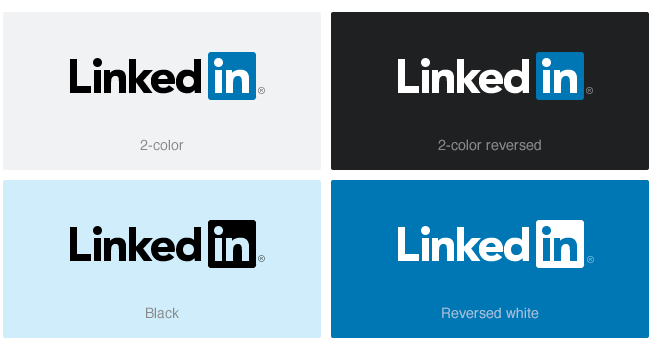 Linkedin®
2-color
Linkedin®
2-color reversed
Linkedin®
Black
Linkedin®
Reversed white